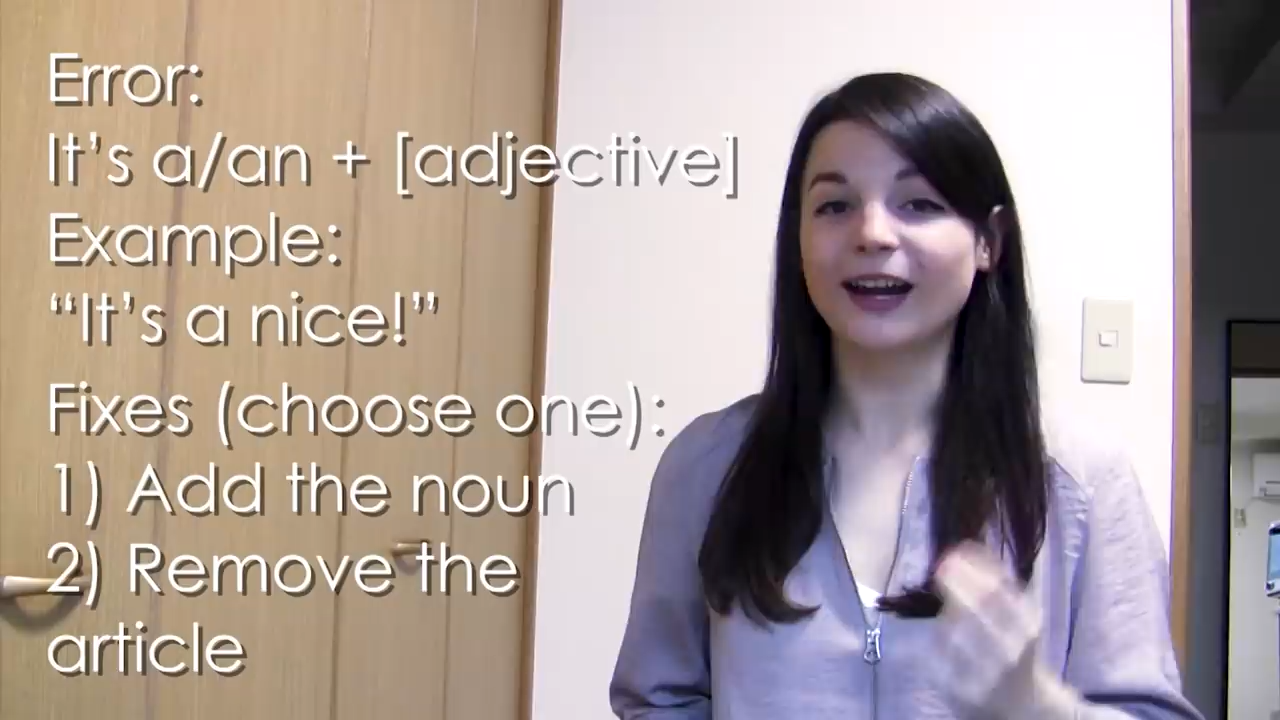 Error:
It’s a/an + [adjective]
Example:
“It’s a nice!”
Fixes (choose one):
1) Add the noun
2) Remove the
article